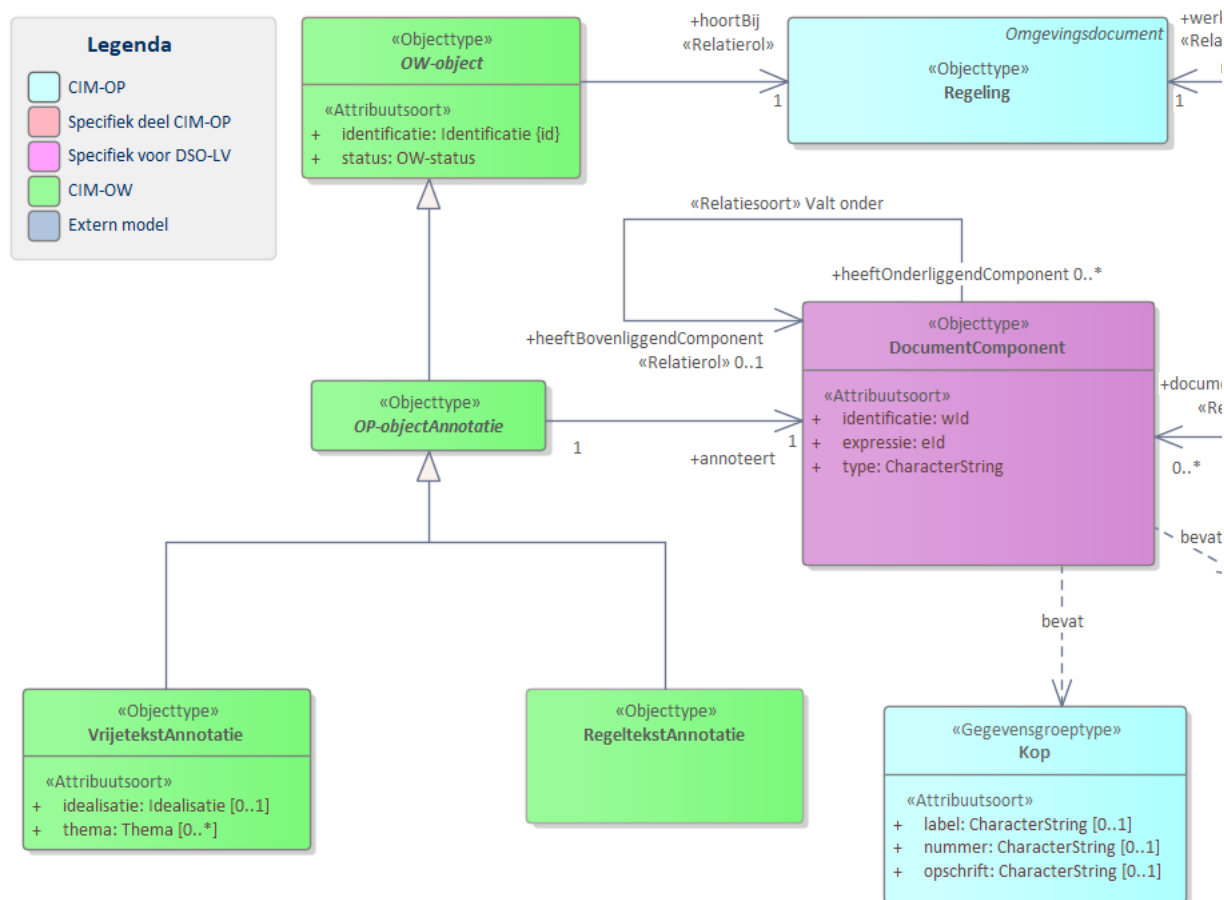 Legenda
CIM-OP
Specifiek deel CIM-OP
Specifiek voor DSO-LV
CIM-OW
Extern model
«Objecttype»
OW-object
«Attribuutsoort»
+ identificatie: Identificatie {id}
+ status: OW-status
+hoortBij
«Relatierol»
1
Omgevingsdocument
«Objecttype»
Regeling
1
«Relatiesoort» Valt onder
+heeftOnderliggendComponent 0..*
+heeftBovenliggendComponent
«Relatierol» 0..1
«Objecttype»
DocumentComponent
«Attribuutsoort»
+ identificatie: wId
+ expressie: eId
+ type: CharacterString
«Objecttype»
OP-objectAnnotatie
1
+annoteert
1
0..*
bevat
bevat
«Objecttype»
VrijetekstAnnotatie
«Attribuutsoort»
+ idealisatie: Idealisatie [0..1]
+ thema: Thema [0..*]
«Objecttype»
RegeltekstAnnotatie
«Gegevensgroeptype»
Kop
«Attribuutsoort»
+ label: CharacterString [0..1]
+ nummer: CharacterString [0..1]
+ opschrift: CharacterString [0..1]